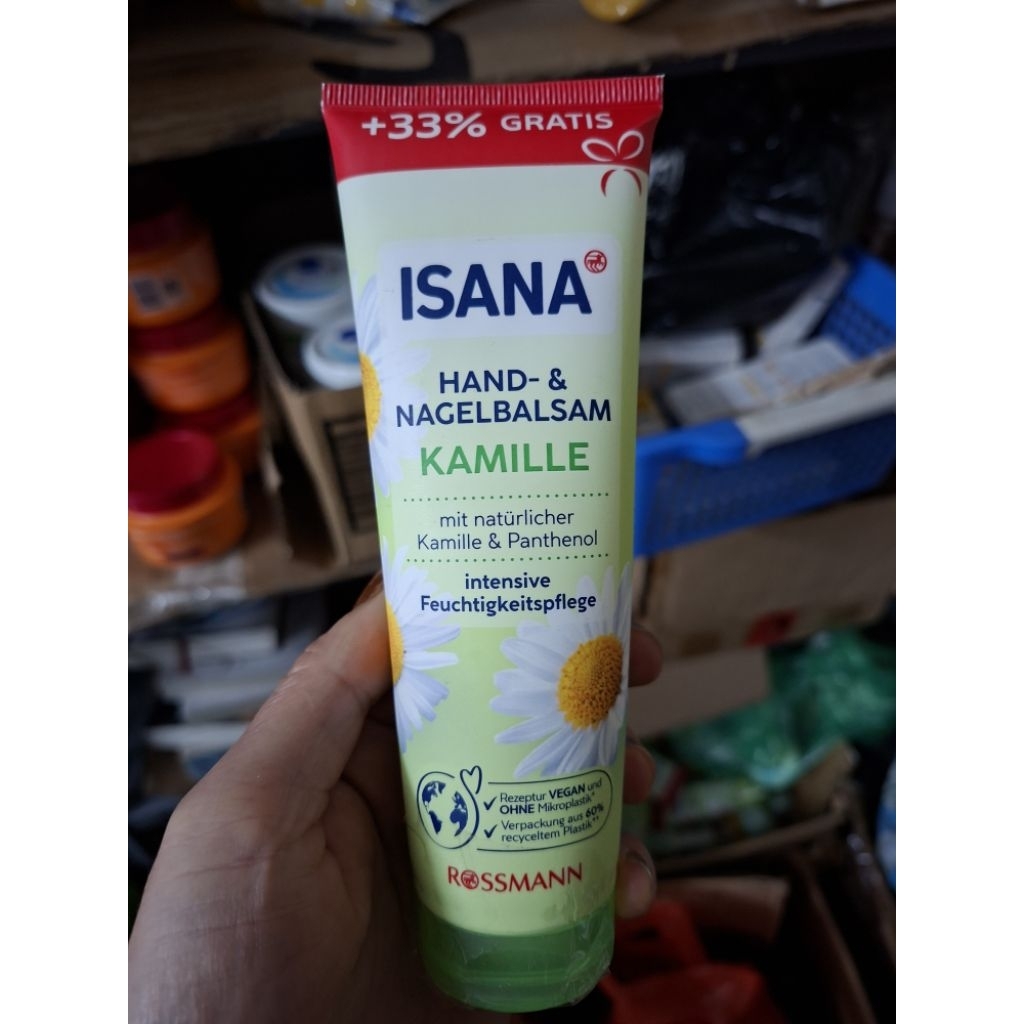 +33% GRATIS
ISANA
HAND- &
NAGELBALSAM
KAMILLE
mit natürlicher
Kamille & Panthenol
intensive
Feuchtigkeitspflege
Rezeptur VEGAN und
OHNE Mikroplastik*
Verpackung aus 60%
recyceltem Plastik**
ROSSMANN